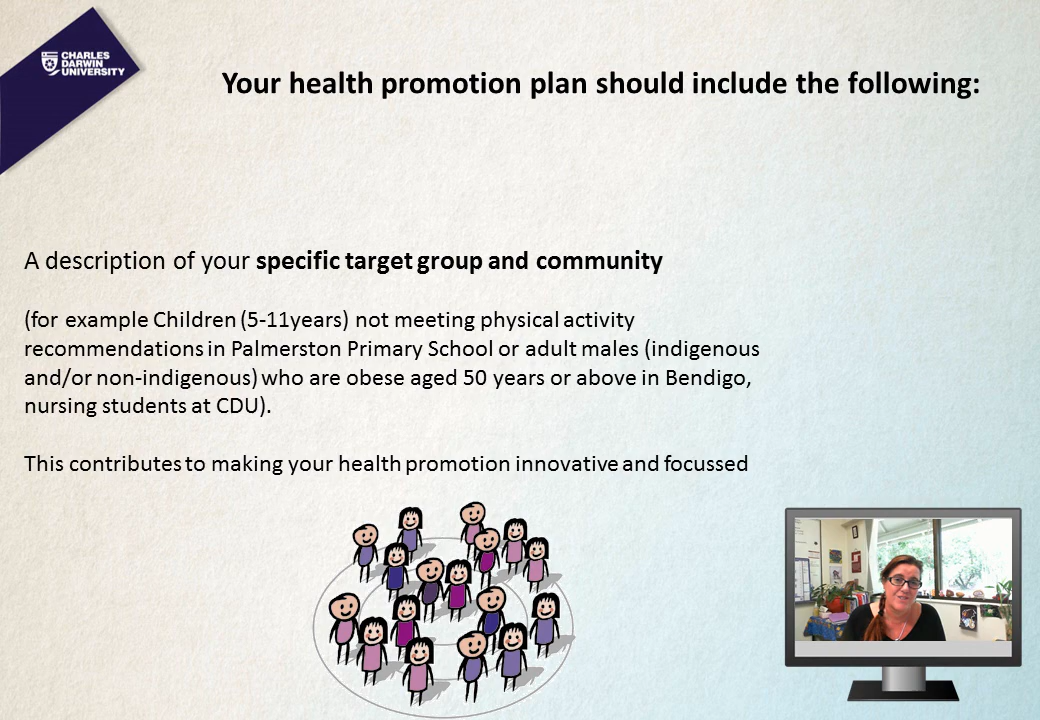 CHARLES
DARWIN
UNIVERSITY
Your health promotion plan should include the following:
A description of your specific target group and community
(for example Children (5-11years) not meeting physical activity
recommendations in Palmerston Primary School or adult males (indigenous
and/or non-indigenous) who are obese aged 50 years or above in Bendigo,
nursing students at CDU).
This contributes to making your health promotion innovative and focussed